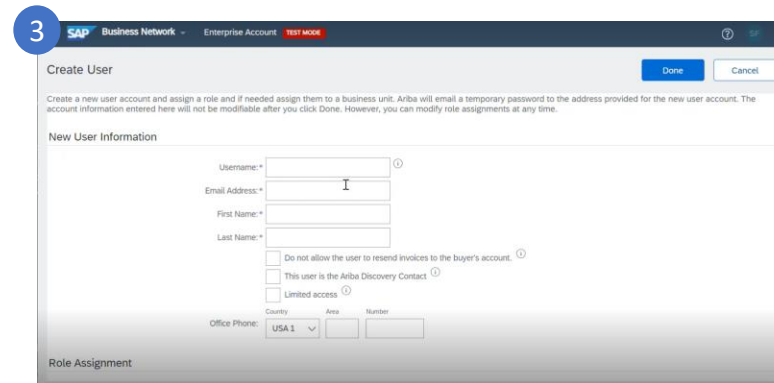 3
SAP Business Network Enterprise Account TEST MODE
Create User Done Cancel
Create a new user account and assign a role and if needed assign them to a business unit. Ariba will email a temporary password to the address provided for the new user account. The
account information entered here will not be modifiable after you click Done. However, you can modify role assignments at any time.
New User Information
Username:*
Email Address:*
First Name:*
Last Name:*
Do not allow the user to resend invoices to the buyer's account.
This user is the Ariba Discovery Contact
Limited access
Country Area Number
Office Phone: USA 1
Role Assignment